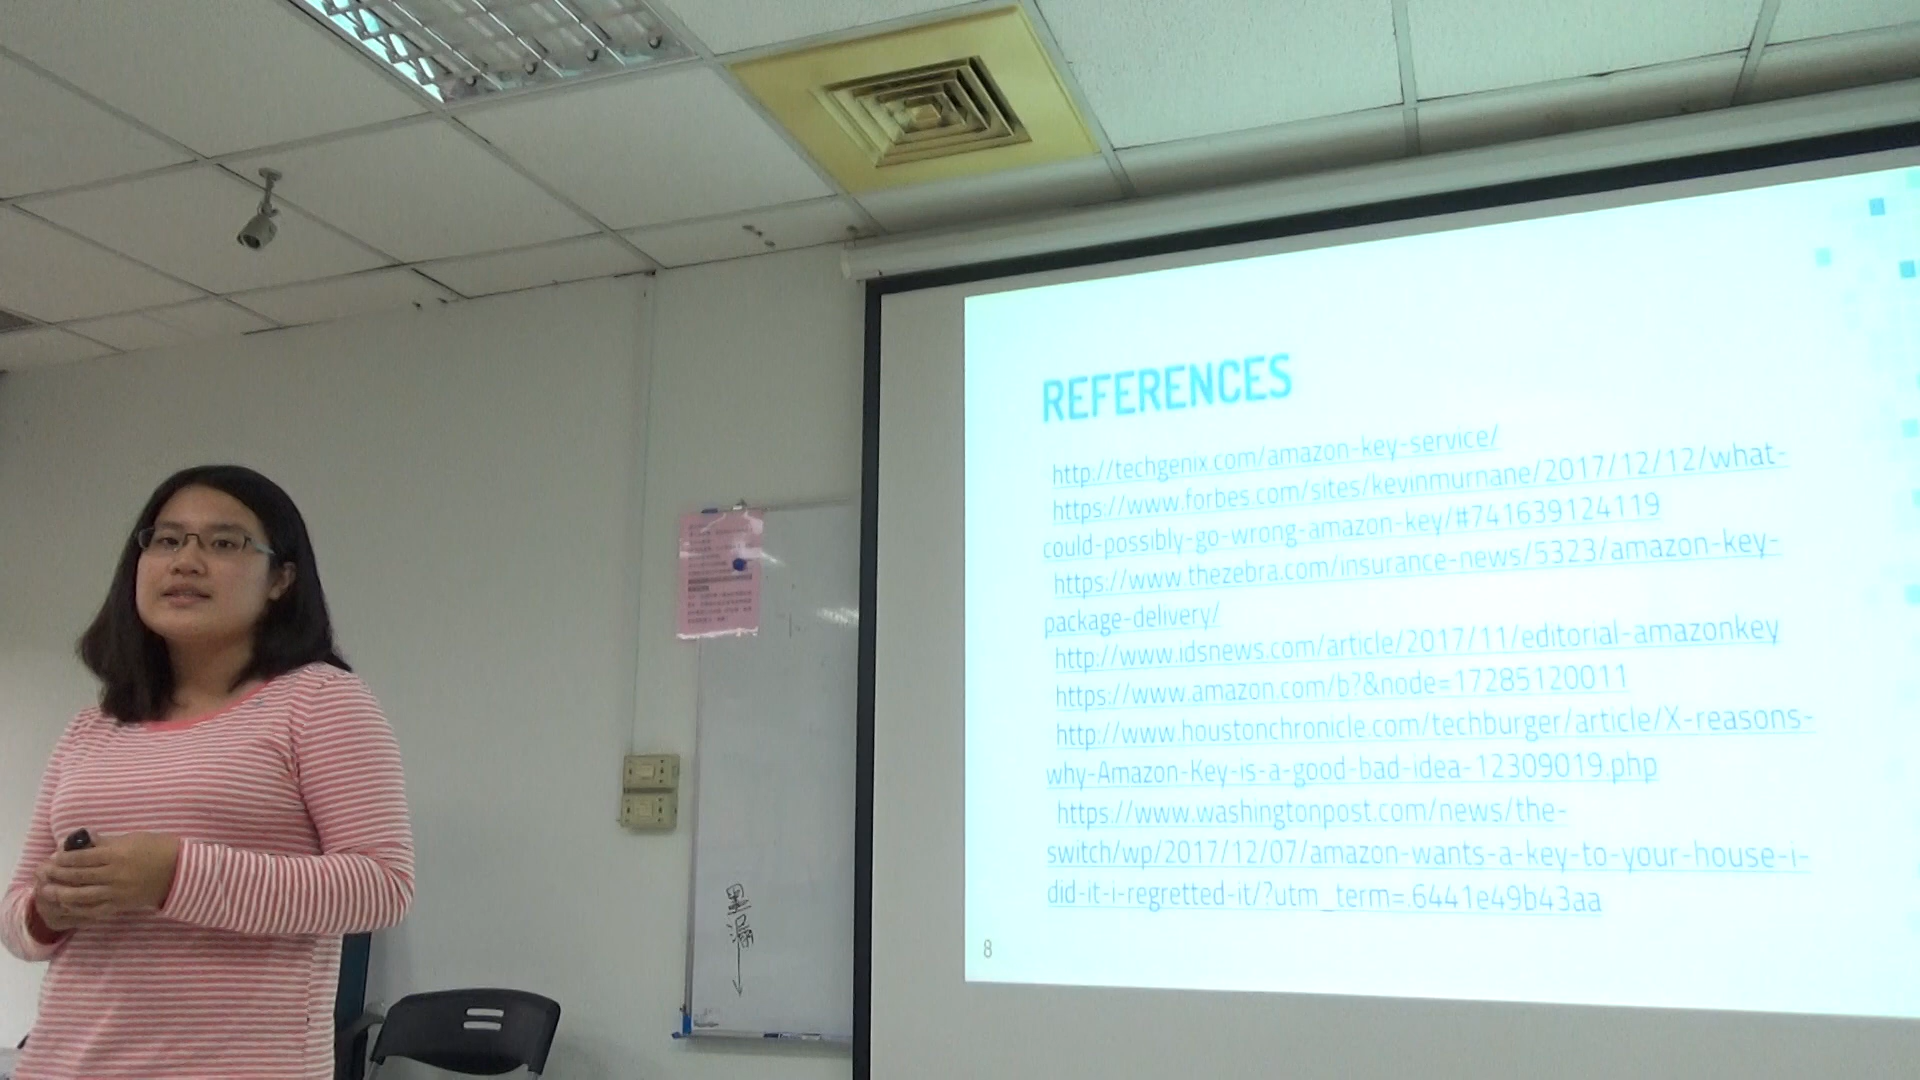 REFERENCES
http://techgenix.com/amazon-key-service/
https://www.forbes.com/sites/kevinmurnane/2017/12/12/what-
could-possibly-go-wrong-amazon-key/#741639124119
https://www.thezebra.com/insurance-news/5323/amazon-key-
package-delivery/
http://www.idsnews.com/article/2017/11/editorial-amazonkey
https://www.amazon.com/b?&node=17285120011
http://www.houstonchronicle.com/techburger/article/X-reasons-
why-Amazon-Key-is-a-good-bad-idea-12309019.php
https://www.washingtonpost.com/news/the-
switch/wp/2017/12/07/amazon-wants-a-key-to-your-house-i-
did-it-i-regretted-it/?utm_term=.6441e49b43aa
8